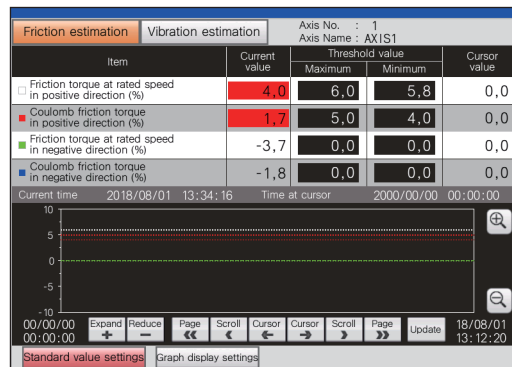 Friction estimation Vibration estimation Axis No. : 1
Axis Name : AXIS1
Item Current value Threshold value Cursor value
Maximum Minimum
Friction torque at rated speed in positive direction (%) 4,0 6,0 5,8 0,0
Coulomb friction torque in positive direction (%) 1,7 5,0 4,0 0,0
Friction torque at rated speed in negative direction (%) -3,7 0,0 0,0 0,0
Coulomb friction torque in negative direction (%) -1,8 0,0 0,0 0,0
Current time 2018/08/01 13:34:16 Time at cursor 2000/00/00 00:00:00
10
5
0
-5
-10
00/00/00 Expand Reduce Page Scroll Cursor Cursor Scroll Page Update 18/08/01
00:00:00 13:12:20
Standard value settings Graph display settings